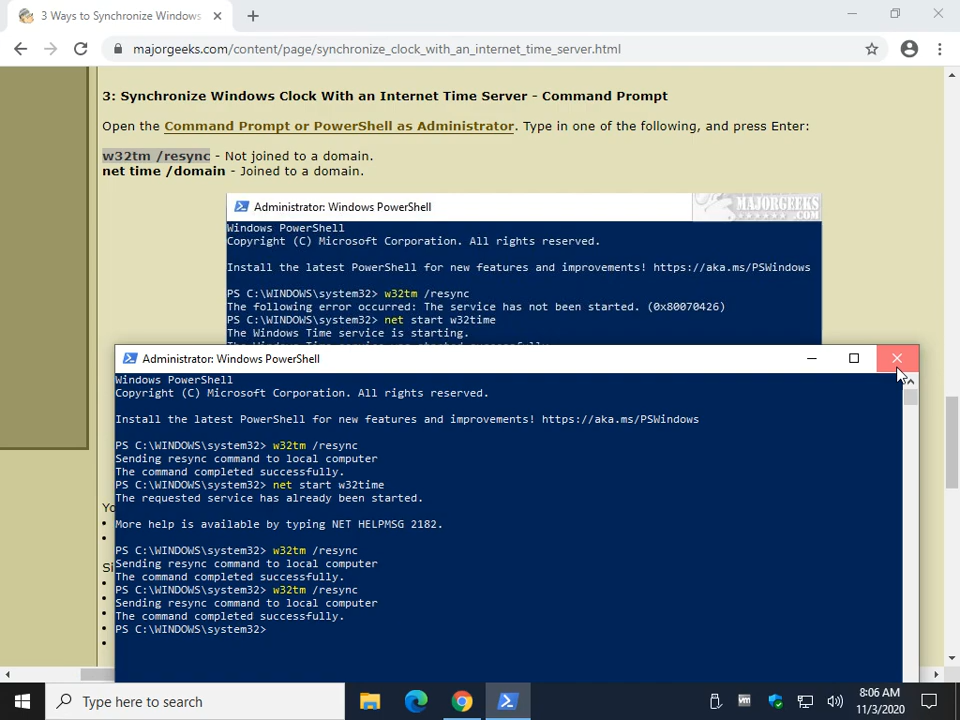 3 Ways to Synchronize Windows
majorgeeks.com/content/page/synchronize_clock_with_an_internet_time_server.html
3: Synchronize Windows Clock With an Internet Time Server - Command Prompt
Open the Command Prompt or PowerShell as Administrator. Type in one of the following, and press Enter:
w32tm /resync - Not joined to a domain.
net time /domain - Joined to a domain.
Administrator: Windows PowerShell
MAJORGEEKS
.COM
Windows PowerShell
Copyright (C) Microsoft Corporation. All rights reserved.
Install the latest PowerShell for new features and improvements! https://aka.ms/PSWindows
PS C:\WINDOWS\system32> w32tm /resync
The following error occurred: The service has not been started. (0x80070426)
PS C:\WINDOWS\system32> net start w32time
The Windows Time service is starting.
Administrator: Windows PowerShell
Windows PowerShell
Copyright (C) Microsoft Corporation. All rights reserved.
Install the latest PowerShell for new features and improvements! https://aka.ms/PSWindows
PS C:\WINDOWS\system32> w32tm /resync
Sending resync command to local computer
The command completed successfully.
PS C:\WINDOWS\system32> net start w32time
The requested service has already been started.
More help is available by typing NET HELPMSG 2182.
PS C:\WINDOWS\system32> w32tm /resync
Sending resync command to local computer
The command completed successfully.
PS C:\WINDOWS\system32> w32tm /resync
Sending resync command to local computer
The command completed successfully.
PS C:\WINDOWS\system32>
Type here to search
vm
8:06 AM
11/3/2020